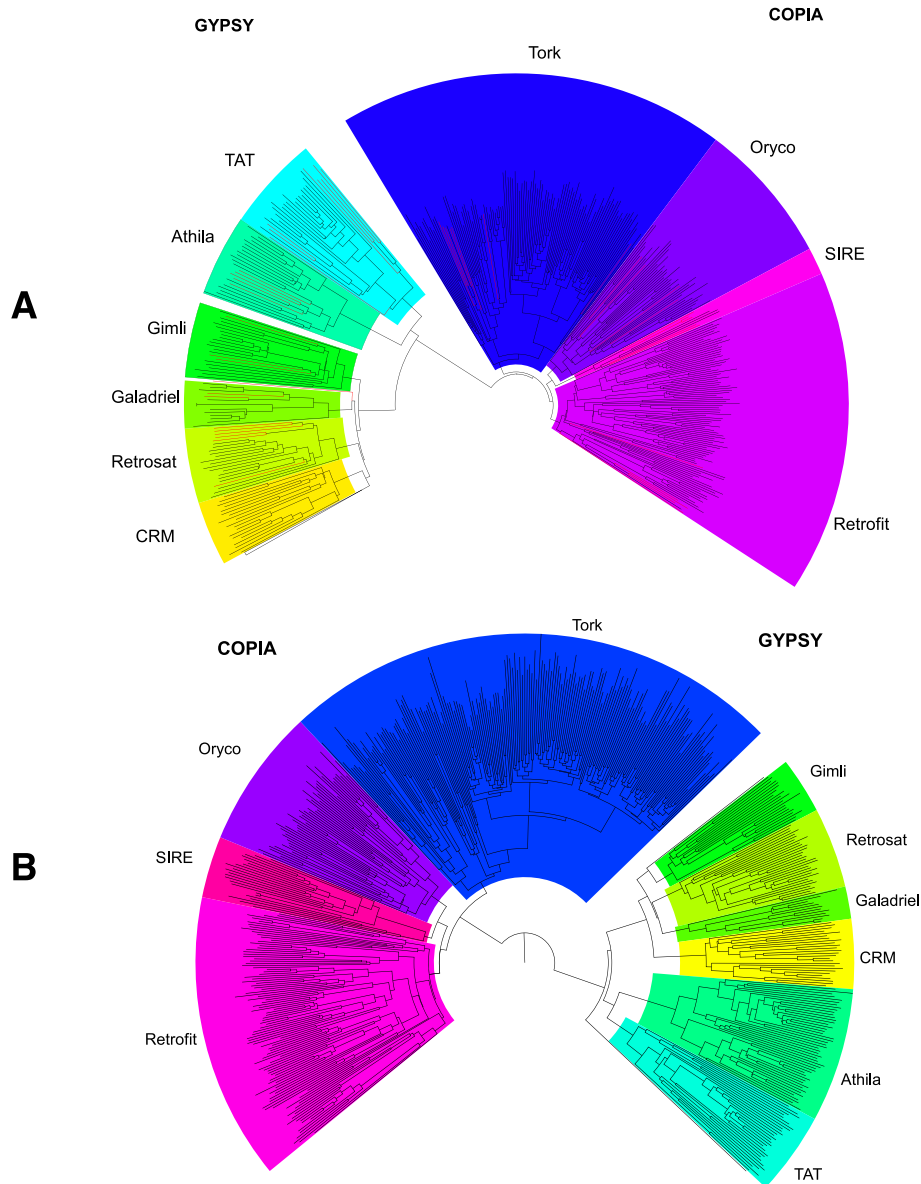 GYPSY
COPIA
Tork
Oryco
TAT
Athila
SIRE
A
Gimli
Galadriel
Retrosat
Retrofit
CRM
COPIA
Tork
GYPSY
Oryco
Gimli
Retrosat
SIRE
B
Galadriel
CRM
Retrofit
Athila
TAT